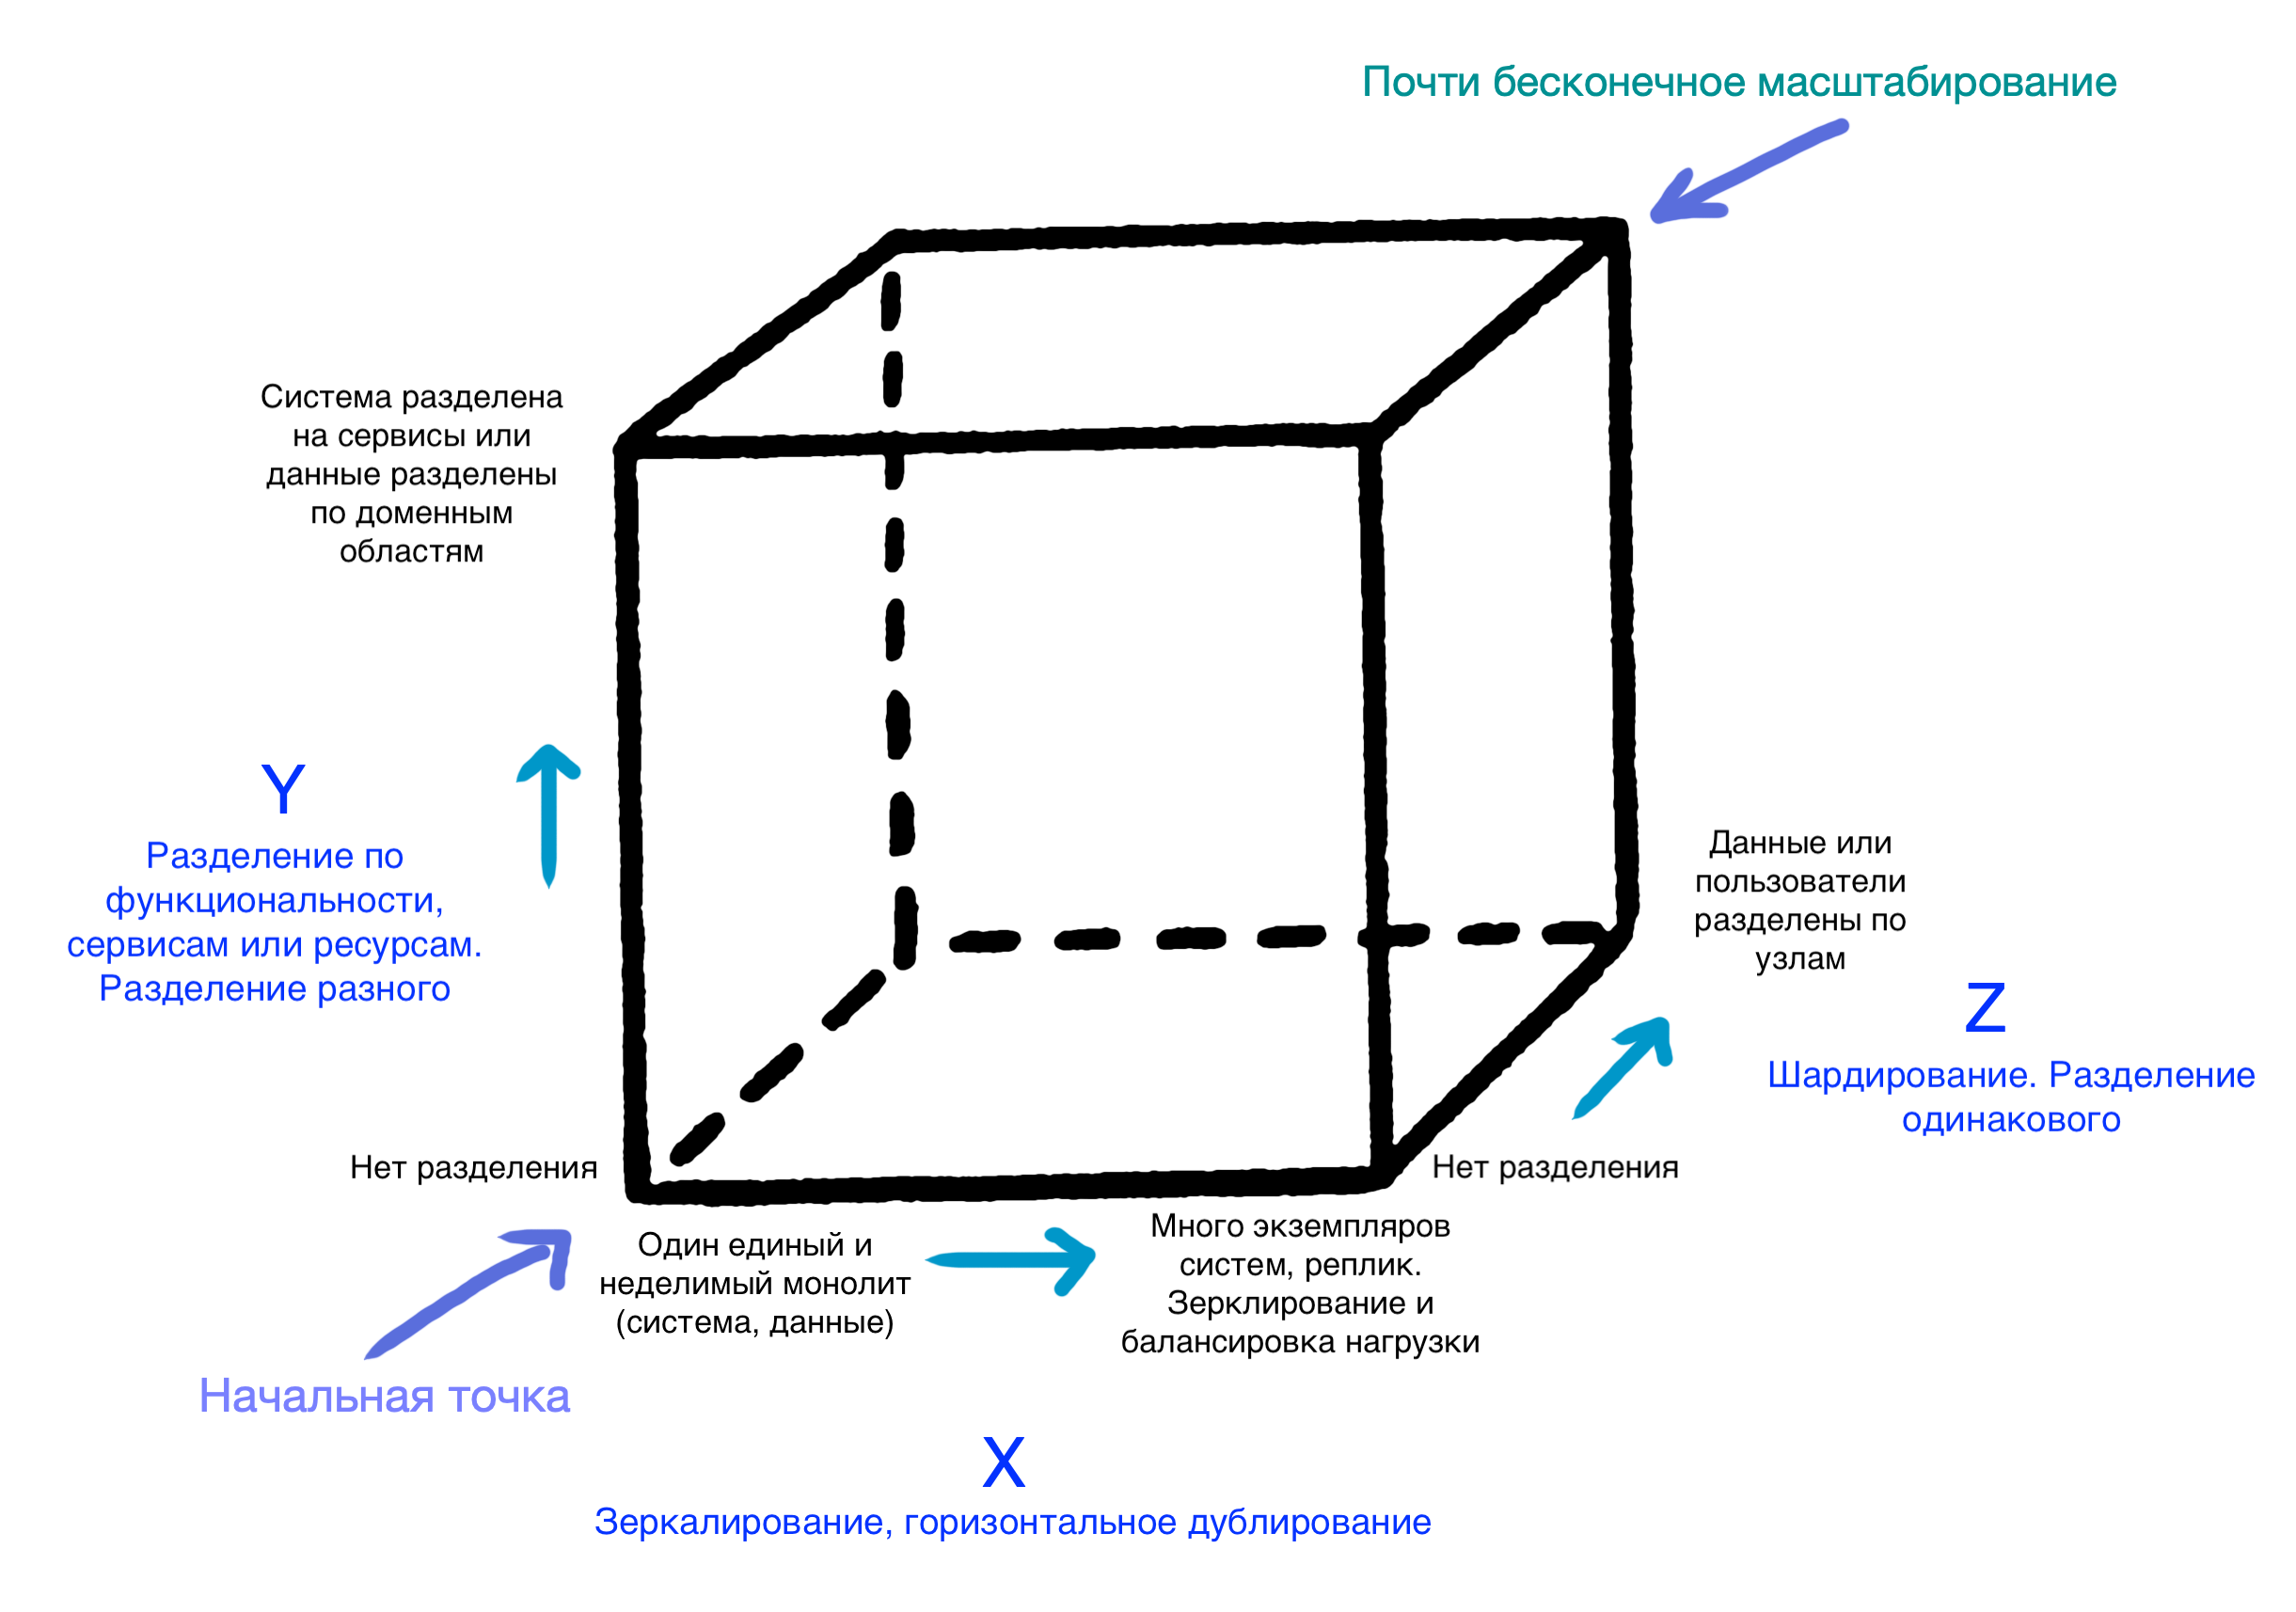 Почти бесконечное масштабирование
Система разделена
на сервисы или
данные разделены
по доменным
областям
Y
Разделение по
функциональности,
сервисам или ресурсам.
Разделение разного
Данные или
пользователи
разделены по
узлам
Z
Шардирование. Разделение
одинакового
Нет разделения
Нет разделения
Один единый и
неделимый монолит
(система, данные)
Много экземпляров
систем, реплик.
Зерклирование и
балансировка нагрузки
Начальная точка
X
Зеркалирование, горизонтальное дублирование